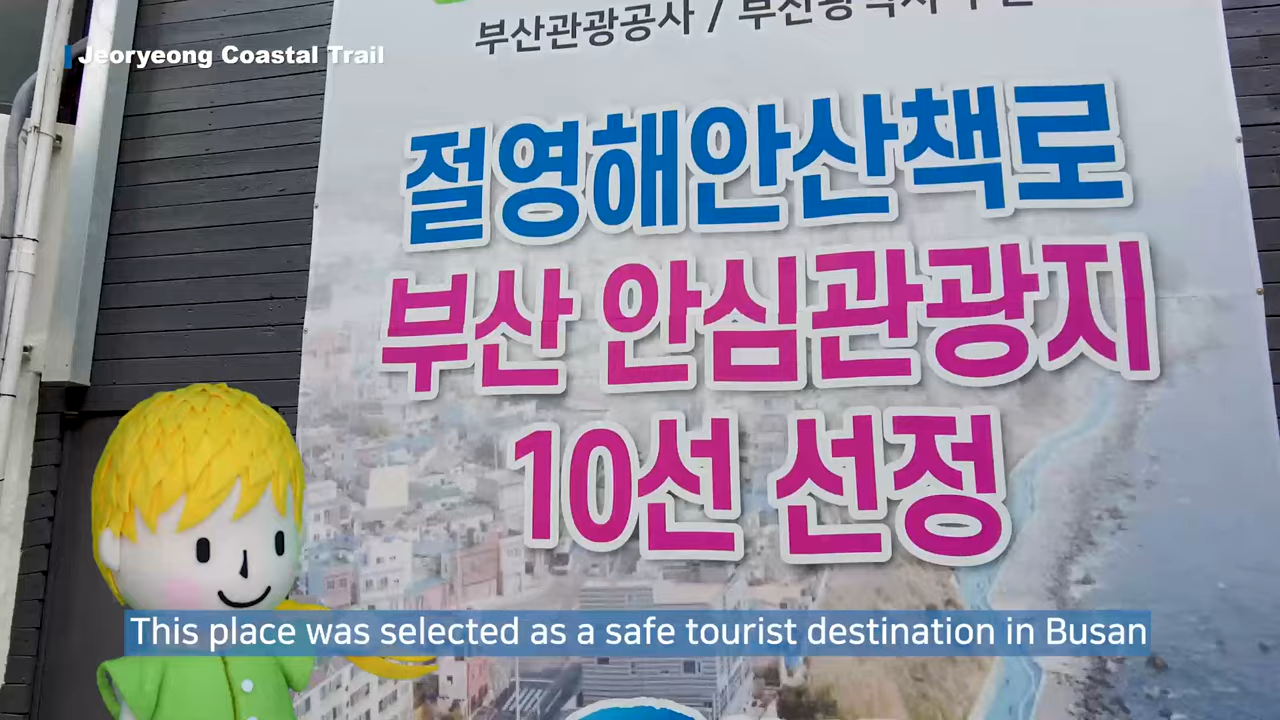 Jeoryeong Coastal Trail
부산관광공사 / 부산광역시
절영해안산책로
부산 안심관광지
10선 선정
This place was selected as a safe tourist destination in Busan